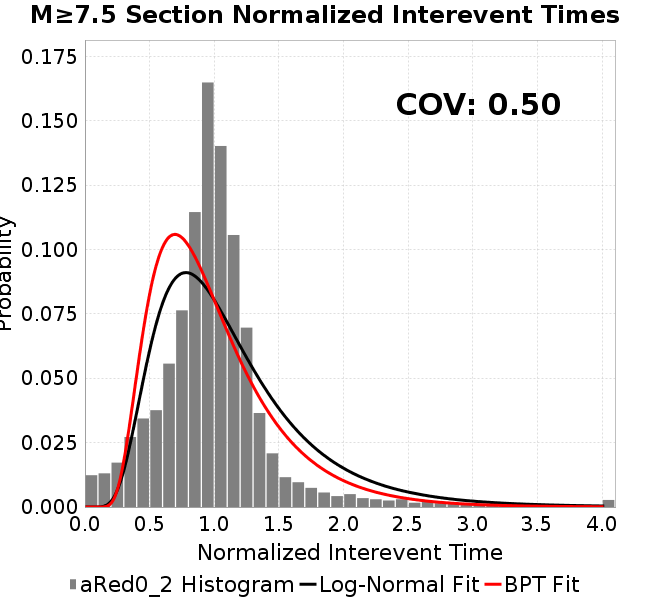 M≥7.5 Section Normalized Interevent Times
COV: 0.50
Probability
0.175
0.150
0.125
0.100
0.075
0.050
0.025
0.000
0.0 0.5 1.0 1.5 2.0 2.5 3.0 3.5 4.0
Normalized Interevent Time
aRed0_2 Histogram Log-Normal Fit BPT Fit